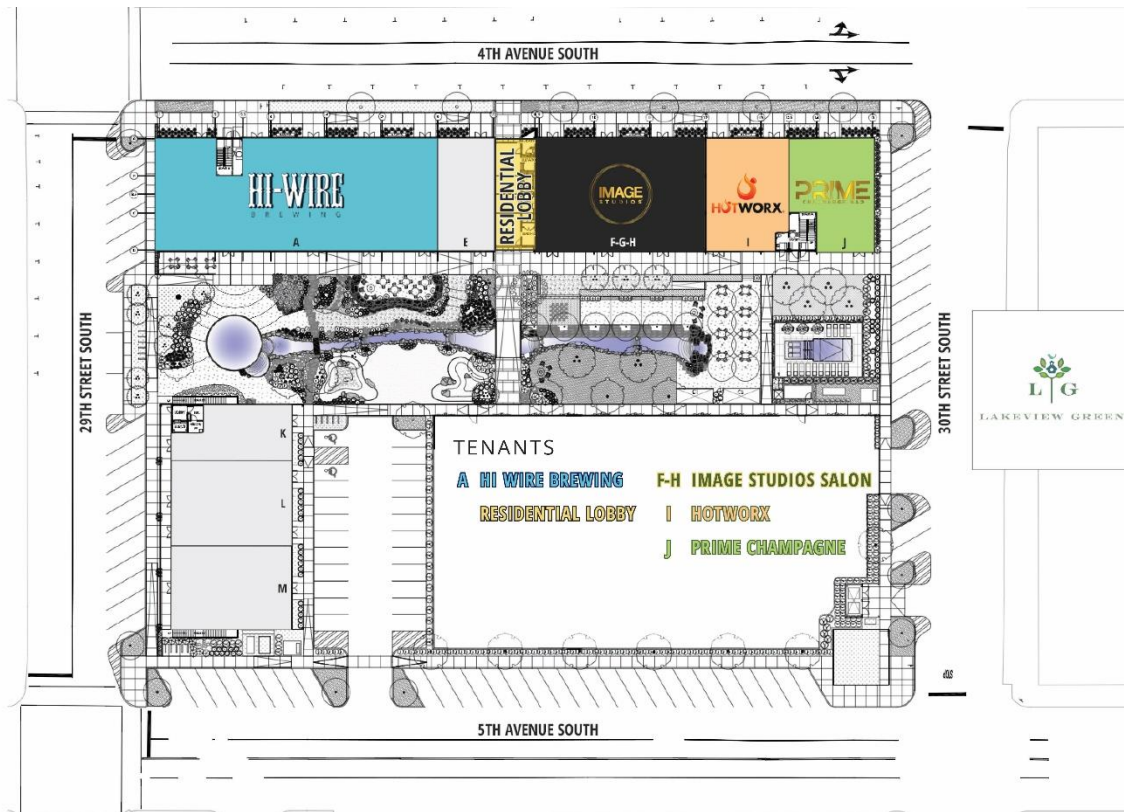 4TH AVENUE SOUTH
HI-WIRE
BREWING
A
E
RESIDENTIAL
LOBBY
IMAGE
STUDIOS
F-G-H
HOTWORX
I
PRIME
J
29TH STREET SOUTH
30TH STREET SOUTH
L G
LAKEVIEW GREEN
K
L
M
TENANTS
A HI WIRE BREWING
RESIDENTIAL LOBBY
F-H IMAGE STUDIOS SALON
I HOTWORX
J PRIME CHAMPAGNE
5TH AVENUE SOUTH